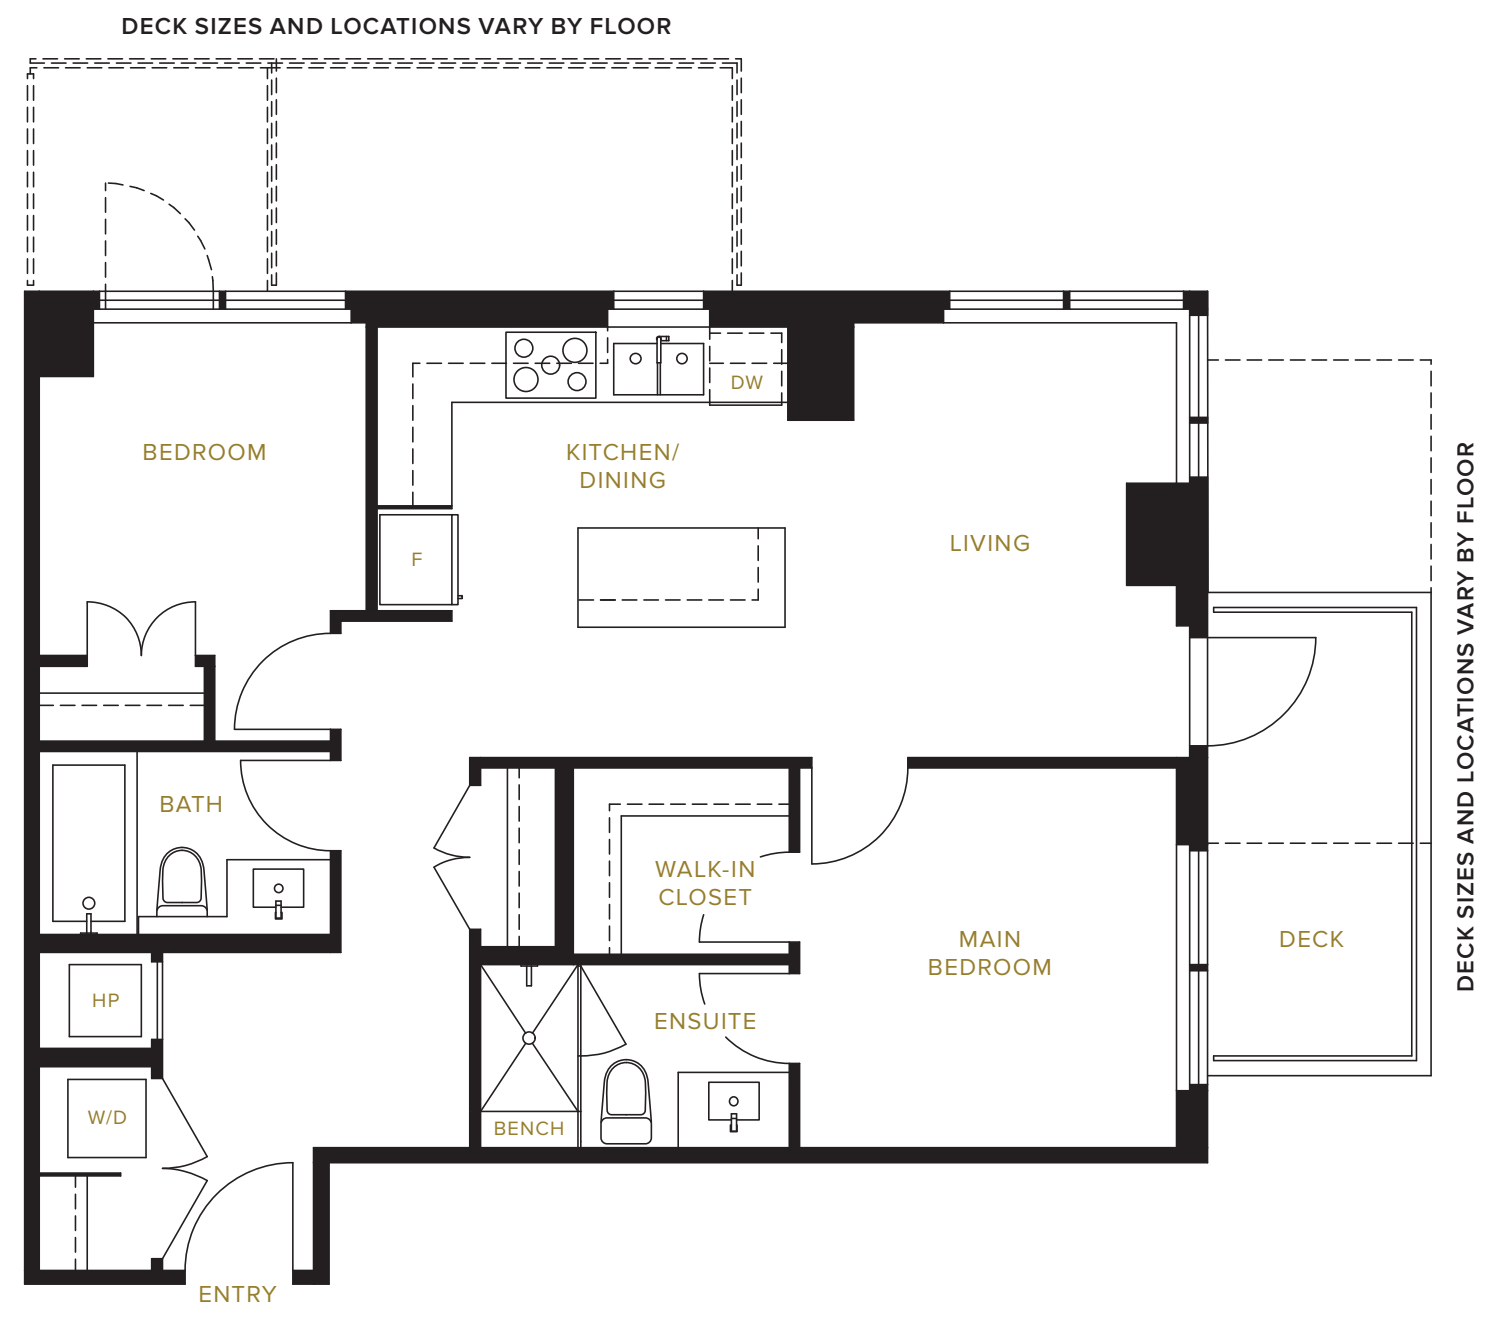 DECK SIZES AND LOCATIONS VARY BY FLOOR
DW
BEDROOM
KITCHEN/
DINING
LIVING
F
DECK SIZES AND LOCATIONS VARY BY FLOOR
BATH
WALK-IN
CLOSET
MAIN
BEDROOM
DECK
HP
ENSUITE
W/D
BENCH
ENTRY